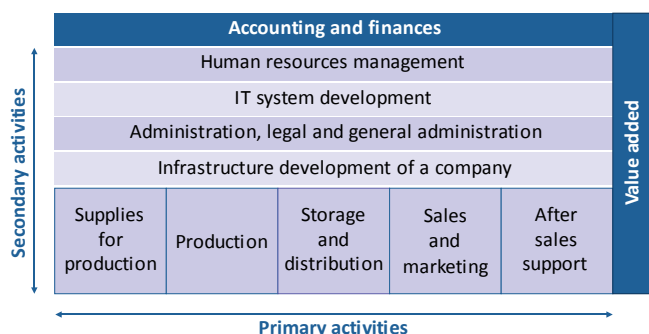 Accounting and finances
Human resources management
IT system development
Administration, legal and general administration
Infrastructure development of a company
Supplies
for
production
Production
Storage
and
distribution
Sales
and
marketing
After
sales
support
Secondary activities
Value added
Primary activities